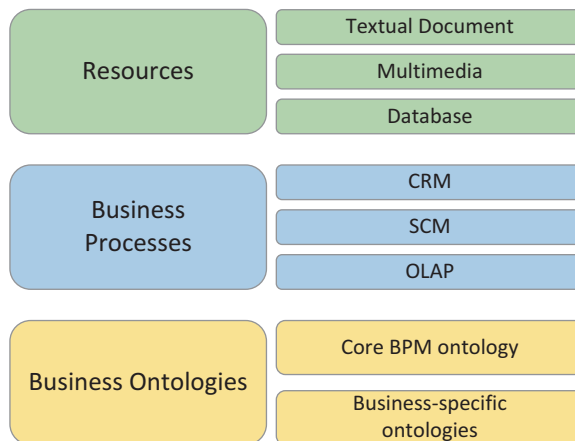 Resources
Textual Document
Multimedia
Database
Business
Processes
CRM
SCM
OLAP
Business Ontologies
Core BPM ontology
Business-specific
ontologies